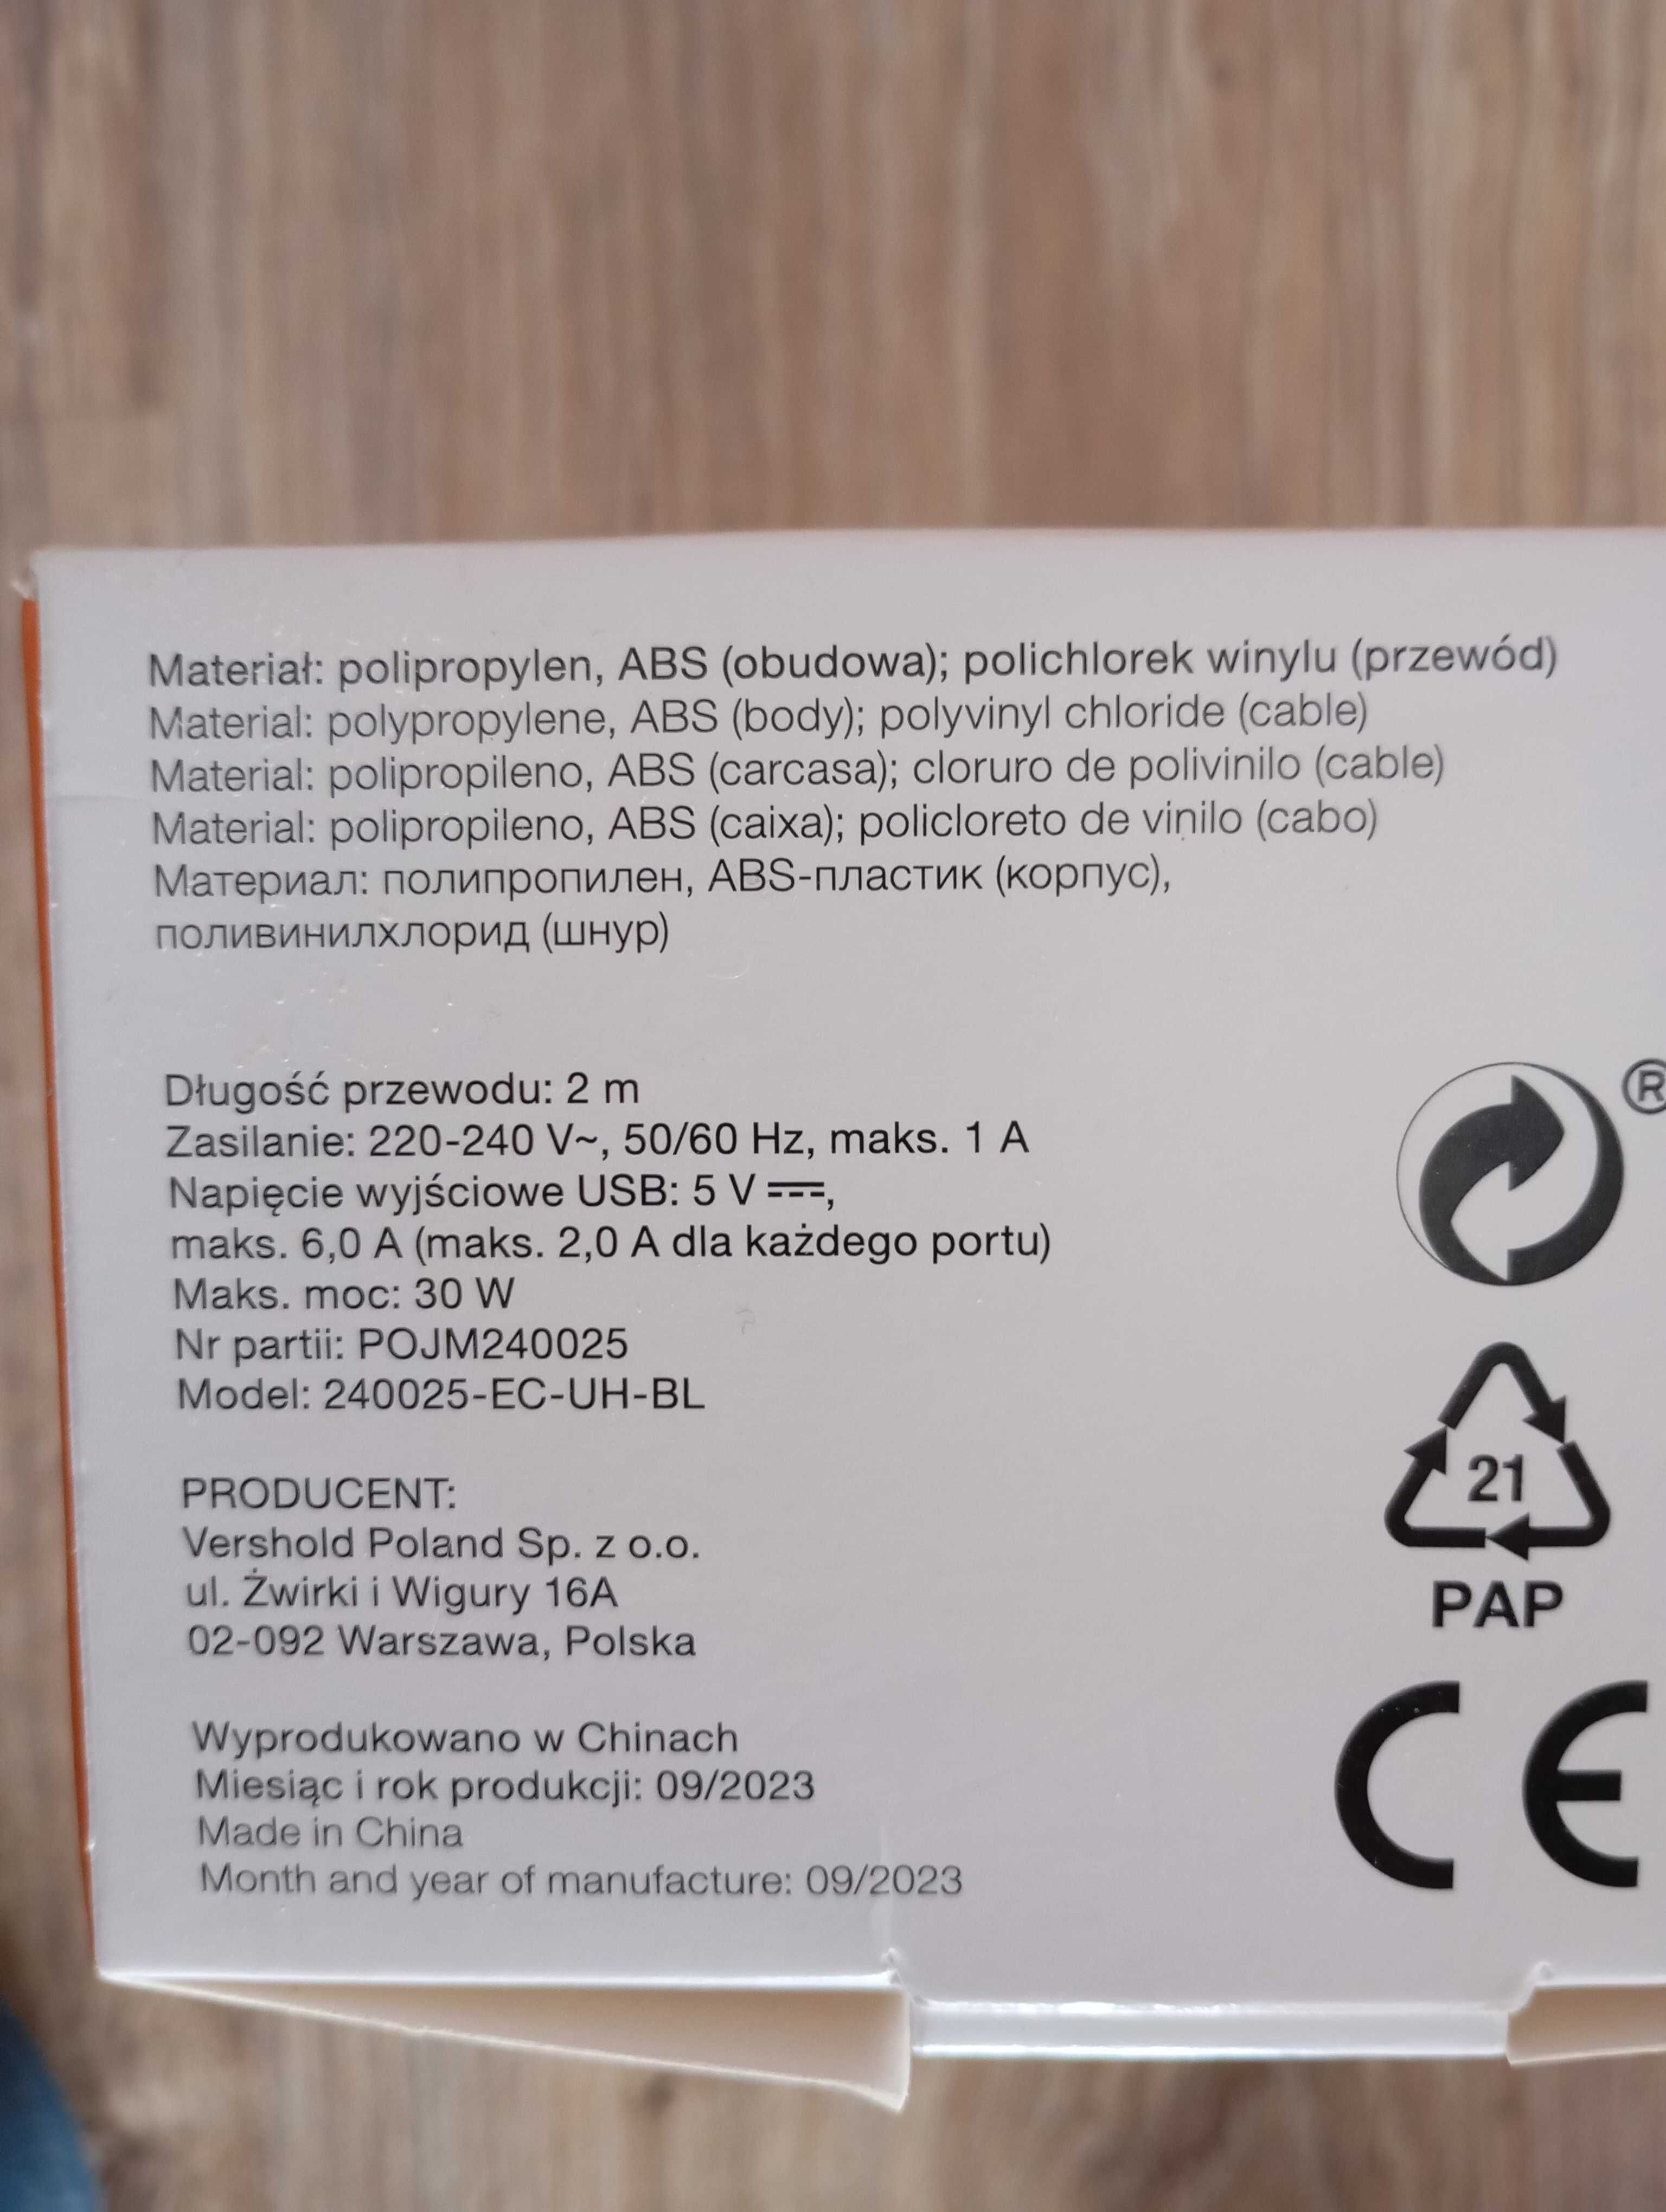 Materiał: polipropylen, ABS (obudowa); polichlorek winylu (przewód)
Material: polypropylene, ABS (body); polyvinyl chloride (cable)
Material: polipropileno, ABS (carcasa); cloruro de polivinilo (cable)
Material: polipropileno, ABS (caixa); policloreto de vinilo (cabo)
Материал: полипропилен, ABS-пластик (корпус),
поливинилхлорид (шнур)
Długość przewodu: 2 m
Zasilanie: 220-240 V~, 50/60 Hz, maks. 1 A
Napięcie wyjściowe USB: 5 V ⎓,
maks. 6,0 A (maks. 2,0 A dla każdego portu)
Maks. moc: 30 W
Nr partii: POJM240025
Model: 240025-EC-UH-BL
PRODUCENT:
Vershold Poland Sp. z o.o.
ul. Żwirki i Wigury 16A
02-092 Warszawa, Polska
Wyprodukowano w Chinach
Miesiąc i rok produkcji: 09/2023
Made in China
Month and year of manufacture: 09/2023
®
21
PAP
CE